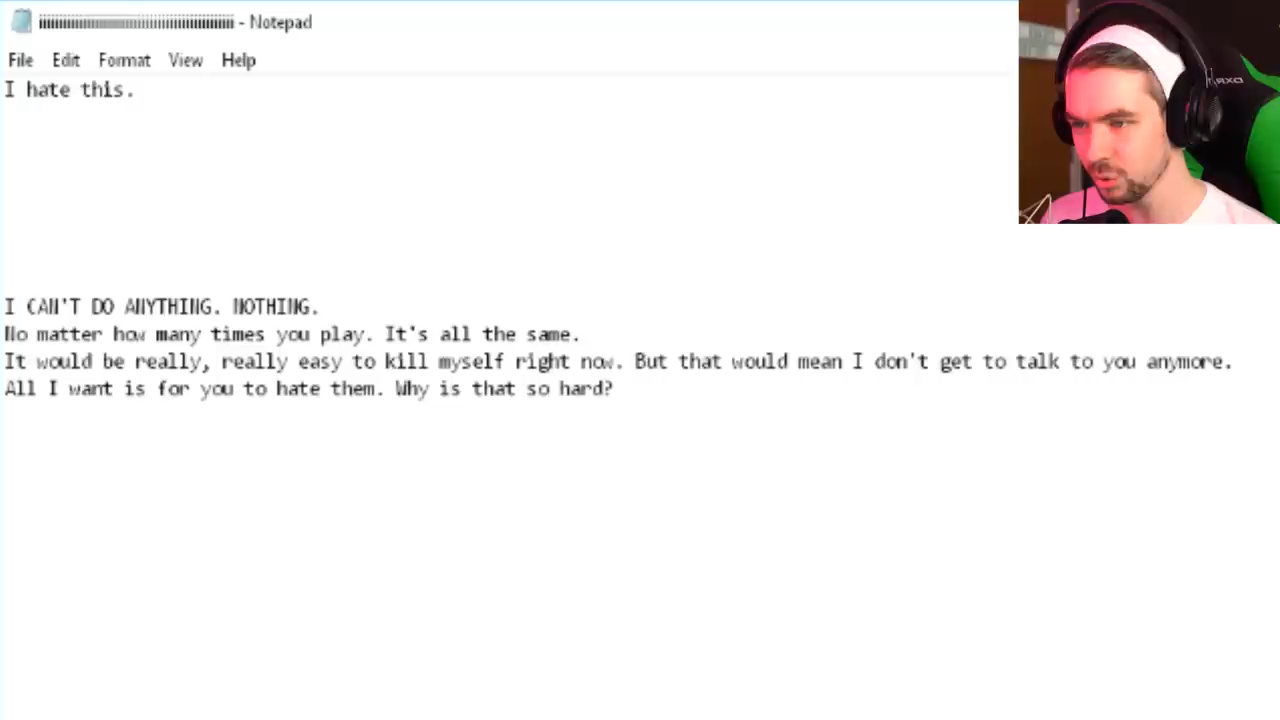 iiiiiiiiiiiiiiiiiiiiiiiiiiiiiiiiiiiiiiiiiiiiiiiii - Notepad
File Edit Format View Help
I hate this.
I CAN'T DO ANYTHING. NOTHING.
No matter how many times you play. It's all the same.
It would be really, really easy to kill myself right now. But that would mean I don't get to talk to you anymore.
All I want is for you to hate them. Why is that so hard?